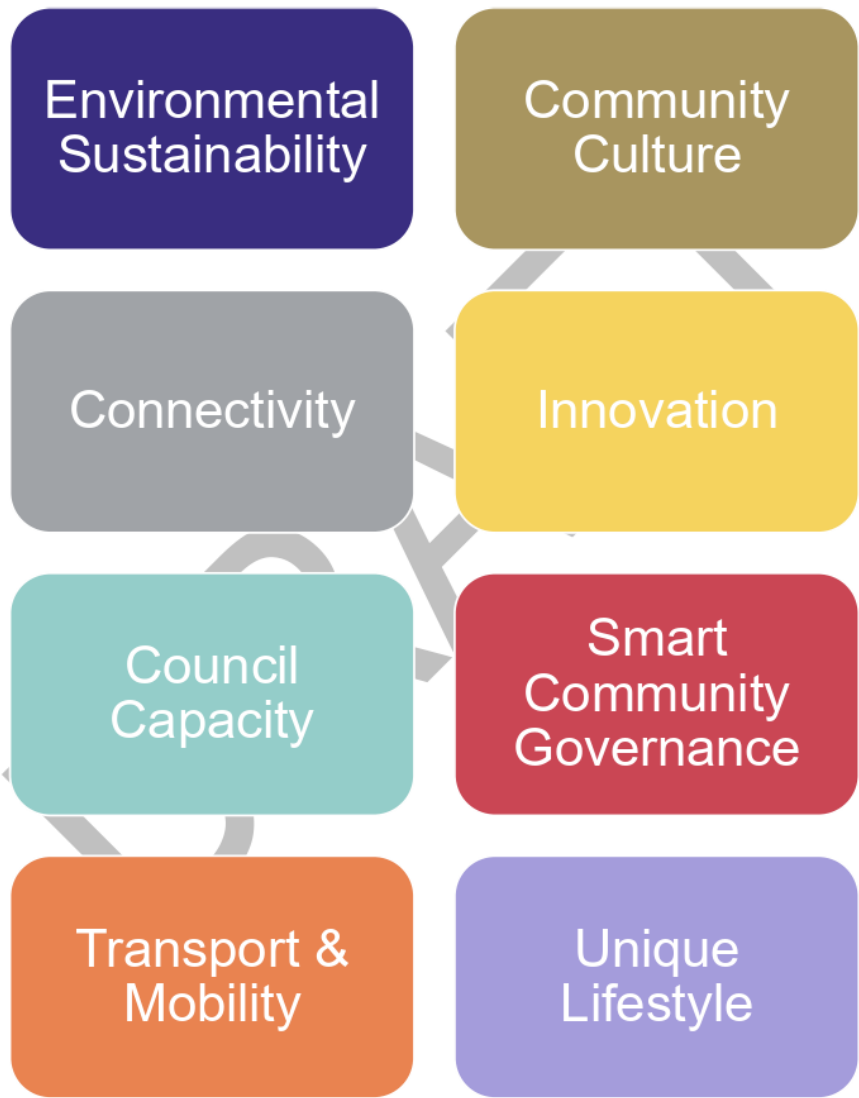 Environmental
Sustainability
Community
Culture
Connectivity
Innovation
Council
Capacity
Smart
Community
Governance
Transport &
Mobility
Unique
Lifestyle